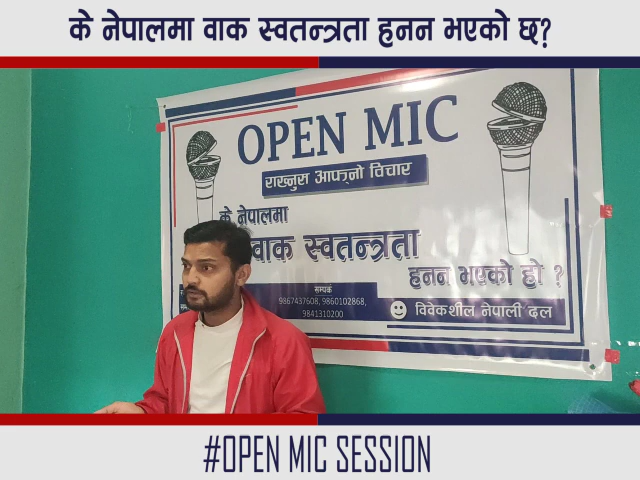 के नेपालमा वाक स्वतन्त्रता हनन भएको छ?
OPEN MIC
राख्नुस आफ्नो विचार
के नेपालमा
वाक स्वतन्त्रता
हनन भएको हो ?
सम्पर्क
9867437608, 9860102868,
9841310200
विवेकशील नेपाली दल
#OPEN MIC SESSION